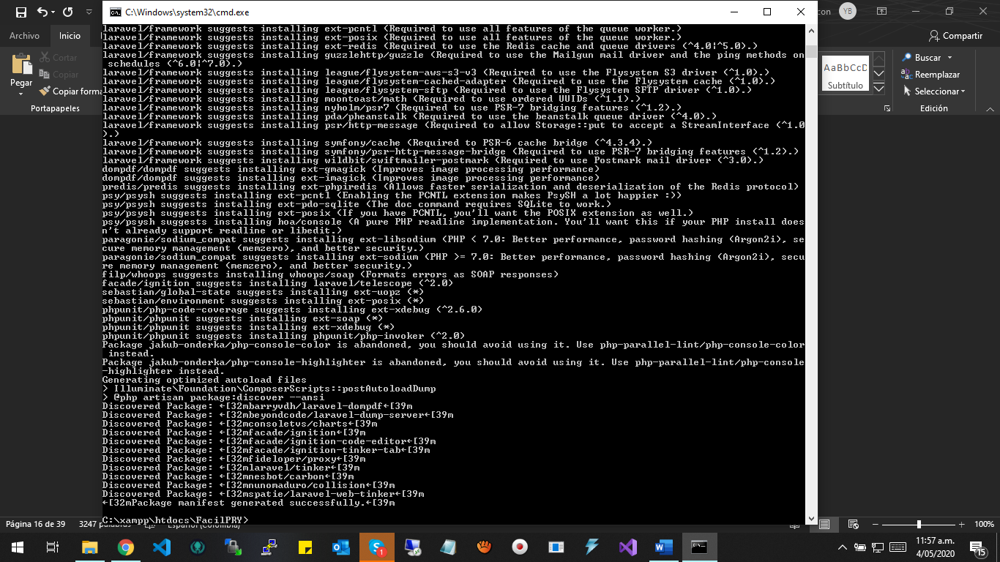 C:\Windows\system32\cmd.exe
con
YB
Archivo
Inicio
Compartir
Pegar
Cortar
Copiar
Copiar forma
Portapapeles
AaBbCcD
Subtítulo
Buscar
Reemplazar
Seleccionar
Edición
laravel/framework suggests installing ext-pcntl (Required to use all features of the queue worker.)
laravel/framework suggests installing ext-posix (Required to use all features of the queue worker.)
laravel/framework suggests installing ext-redis (Required to use the Redis cache and queue drivers (^4.0|^5.0).)
laravel/framework suggests installing guzzlehttp/guzzle (Required to use the Mailgun mail driver and the ping methods on
 schedules (^6.0|^7.0).)
laravel/framework suggests installing league/flysystem-aws-s3-v3 (Required to use the Flysystem S3 driver (^1.0).)
laravel/framework suggests installing league/flysystem-cached-adapter (Required to use the Flysystem cache (^1.0).)
laravel/framework suggests installing league/flysystem-sftp (Required to use the Flysystem SFTP driver (^1.0).)
laravel/framework suggests installing moontoast/math (Required to use ordered UUIDs (^1.1).)
laravel/framework suggests installing nyholm/psr7 (Required to use PSR-7 bridging features (^1.2).)
laravel/framework suggests installing pda/pheanstalk (Required to use the beanstalk queue driver (^4.0).)
laravel/framework suggests installing psr/http-message (Required to allow Storage::put to accept a StreamInterface (^1.0
).)
laravel/framework suggests installing symfony/cache (Required to PSR-6 cache bridge (^4.3.4).)
laravel/framework suggests installing symfony/psr-http-message-bridge (Required to use PSR-7 bridging features (^1.2).)
laravel/framework suggests installing wildbit/swiftmailer-postmark (Required to use Postmark mail driver (^3.0).)
dompdf/dompdf suggests installing ext-gmagick (Improves image processing performance)
dompdf/dompdf suggests installing ext-imagick (Improves image processing performance)
predis/predis suggests installing ext-phpiredis (Allows faster serialization and deserialization of the Redis protocol)
psy/psysh suggests installing ext-pcntl (Enabling the PCNTL extension makes PsySH a lot happier :))
psy/psysh suggests installing ext-pdo-sqlite (The doc command requires SQLite to work.)
psy/psysh suggests installing ext-posix (If you have PCNTL, you'll want the POSIX extension as well.)
psy/psysh suggests installing hoa/console (A pure PHP readline implementation. You'll want this if your PHP install does
n't already support readline or libedit.)
paragonie/sodium_compat suggests installing ext-libsodium (PHP < 7.0: Better performance, password hashing (Argon2i), se
cure memory management (memzero), and better security.)
paragonie/sodium_compat suggests installing ext-sodium (PHP >= 7.0: Better performance, password hashing (Argon2i), secu
re memory management (memzero), and better security.)
filp/whoops suggests installing whoops/soap (Formats errors as SOAP responses)
facade/ignition suggests installing laravel/telescope (^2.0)
sebastian/global-state suggests installing ext-uopz (*)
sebastian/environment suggests installing ext-posix (*)
phpunit/php-code-coverage suggests installing ext-xdebug (^2.6.0)
phpunit/phpunit suggests installing ext-soap (*)
phpunit/phpunit suggests installing ext-xdebug (*)
phpunit/phpunit suggests installing phpunit/php-invoker (^2.0)
Package jakub-onderka/php-console-color is abandoned, you should avoid using it. Use php-parallel-lint/php-console-color
 instead.
Package jakub-onderka/php-console-highlighter is abandoned, you should avoid using it. Use php-parallel-lint/php-console
-highlighter instead.
Generating optimized autoload files
> Illuminate\Foundation\ComposerScripts::postAutoloadDump
> @php artisan package:discover --ansi
Discovered Package: ←[32mbarryvdh/laravel-dompdf←[39m
Discovered Package: ←[32mbeyondcode/laravel-dump-server←[39m
Discovered Package: ←[32mconsoletvs/charts←[39m
Discovered Package: ←[32mfacade/ignition←[39m
Discovered Package: ←[32mfacade/ignition-code-editor←[39m
Discovered Package: ←[32mfacade/ignition-tinker-tab←[39m
Discovered Package: ←[32mfideloper/proxy←[39m
Discovered Package: ←[32mlaravel/tinker←[39m
Discovered Package: ←[32mnesbot/carbon←[39m
Discovered Package: ←[32mnunomaduro/collision←[39m
Discovered Package: ←[32mspatie/laravel-web-tinker←[39m
←[32mPackage manifest generated successfully.←[39m
C:\xampp\htdocs\FacilPRY>
Página 16 de 39
3247 palabras
Español (Colombia)
100%
1
11:57 a.m.
4/05/2020
15